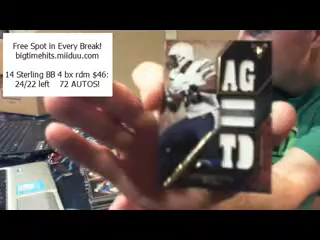 Free Spot in Every Break!
bigtimehits.miiduu.com
14 Sterling BB 4 bx rdm $46:
24/22 left 72 AUTOS!
AG
TD